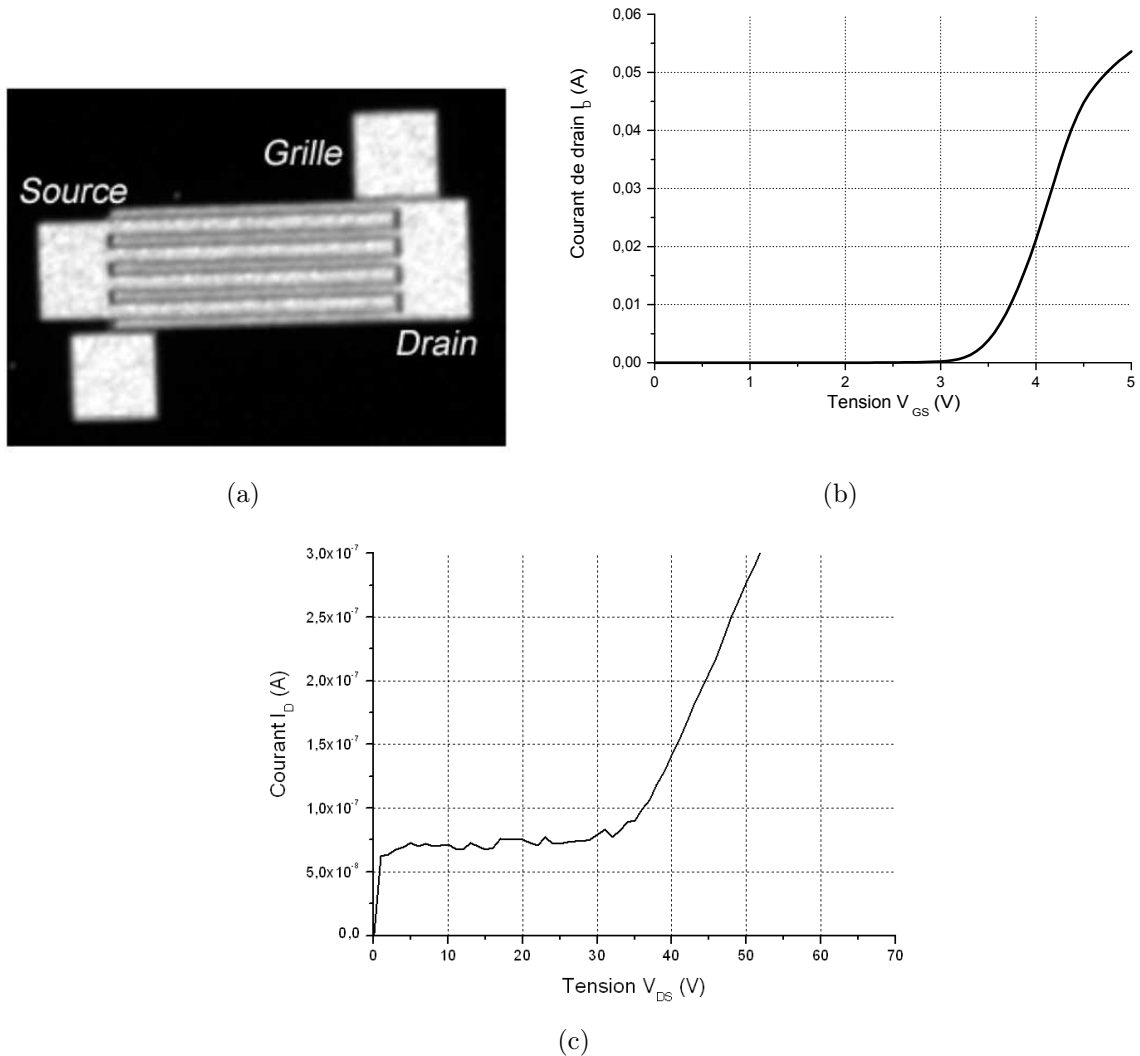 Grille
Source
Drain
(a)
0,06
0,05
0,04
0,03
0,02
0,01
0,00
Courant de drain I_D (A)
0 1 2 3 4 5
Tension V_GS (V)
(b)
3,0x10^-7
2,5x10^-7
2,0x10^-7
1,5x10^-7
1,0x10^-7
5,0x10^-8
0,0
Courant I_D (A)
0 10 20 30 40 50 60 70
Tension V_DS (V)
(c)